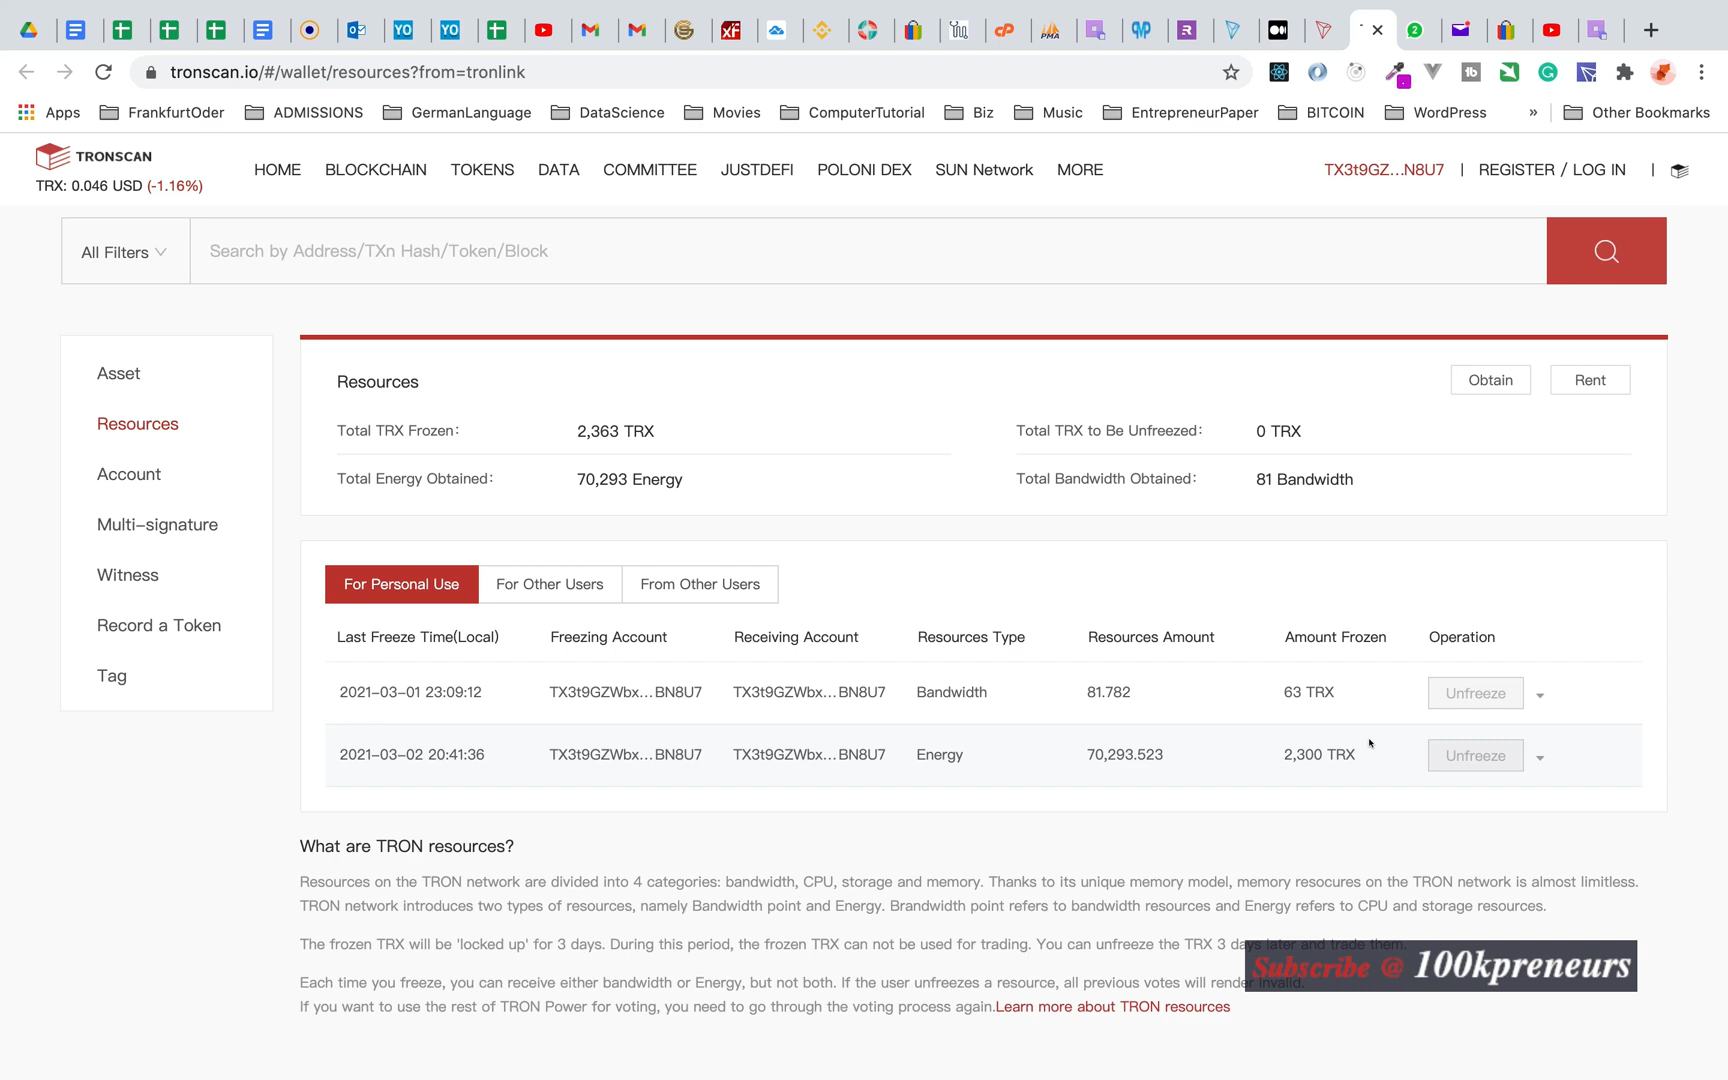 tronscan.io/#/wallet/resources?from=tronlink
Apps FrankfurtOder ADMISSIONS GermanLanguage DataScience Movies ComputerTutorial Biz Music EntrepreneurPaper BITCOIN WordPress » Other Bookmarks
TRONSCAN
TRX: 0.046 USD (-1.16%)
HOME BLOCKCHAIN TOKENS DATA COMMITTEE JUSTDEFI POLONI DEX SUN Network MORE TX3t9GZ...N8U7 | REGISTER / LOG IN |
All Filters Search by Address/TXn Hash/Token/Block
Asset
Resources
Account
Multi-signature
Witness
Record a Token
Tag
Resources Obtain Rent
Total TRX Frozen: 2,363 TRX Total TRX to Be Unfreezed: 0 TRX
Total Energy Obtained: 70,293 Energy Total Bandwidth Obtained: 81 Bandwidth
For Personal Use For Other Users From Other Users
Last Freeze Time(Local) Freezing Account Receiving Account Resources Type Resources Amount Amount Frozen Operation
2021-03-01 23:09:12 TX3t9GZWbx...BN8U7 TX3t9GZWbx...BN8U7 Bandwidth 81.782 63 TRX Unfreeze
2021-03-02 20:41:36 TX3t9GZWbx...BN8U7 TX3t9GZWbx...BN8U7 Energy 70,293.523 2,300 TRX Unfreeze
What are TRON resources?
Resources on the TRON network are divided into 4 categories: bandwidth, CPU, storage and memory. Thanks to its unique memory model, memory resocures on the TRON network is almost limitless.
TRON network introduces two types of resources, namely Bandwidth point and Energy. Brandwidth point refers to bandwidth resources and Energy refers to CPU and storage resources.
The frozen TRX will be 'locked up' for 3 days. During this period, the frozen TRX can not be used for trading. You can unfreeze the TRX 3 days later and trade them.
Subscribe @ 100kpreneurs
Each time you freeze, you can receive either bandwidth or Energy, but not both. If the user unfreezes a resource, all previous votes will render invalid.
If you want to use the rest of TRON Power for voting, you need to go through the voting process again.Learn more about TRON resources